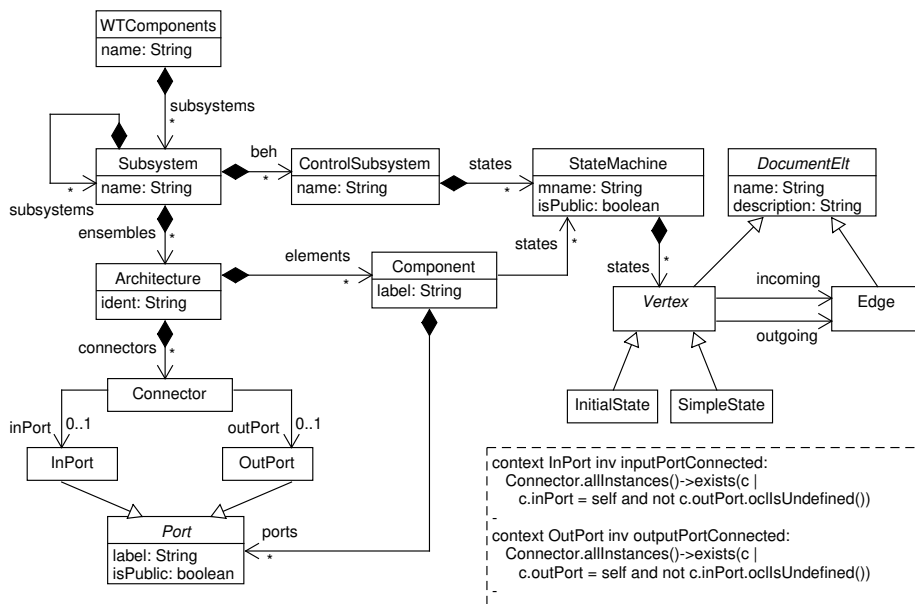 WTComponents
name: String
subsystems
*
Subsystem
name: String
*
subsystems
beh
*
ControlSubsystem
name: String
states
*
StateMachine
mname: String
isPublic: boolean
DocumentElt
name: String
description: String
ensembles
*
Architecture
ident: String
elements
*
Component
label: String
states
*
states
*
Vertex
incoming
outgoing
Edge
InitialState
SimpleState
connectors
*
Connector
inPort
0..1
outPort
0..1
InPort
OutPort
Port
label: String
isPublic: boolean
ports
*
context InPort inv inputPortConnected:
Connector.allInstances()->exists(c |
c.inPort = self and not c.outPort.oclIsUndefined())
-
context OutPort inv outputPortConnected:
Connector.allInstances()->exists(c |
c.outPort = self and not c.inPort.oclIsUndefined())
-